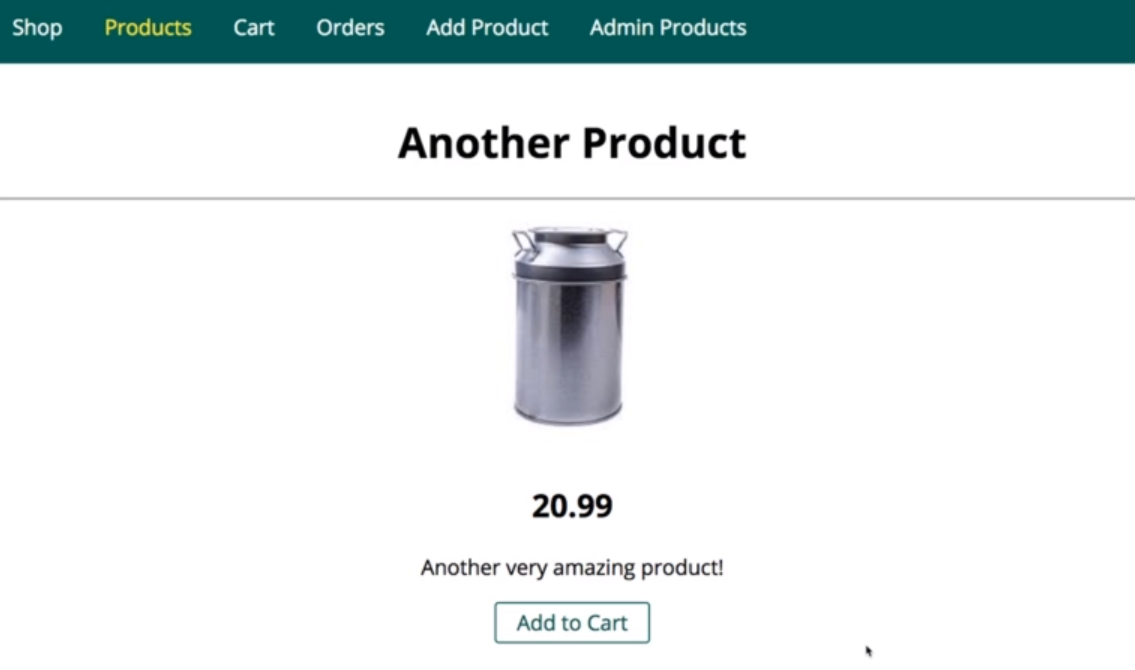 Shop Products Cart Orders Add Product Admin Products
Another Product
20.99
Another very amazing product!
Add to Cart